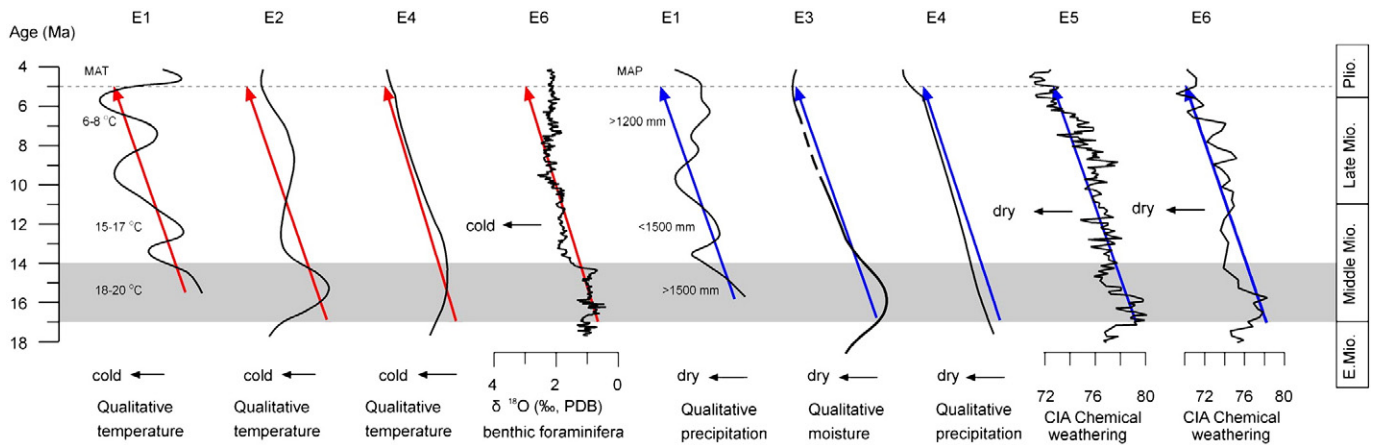 E1 E2 E4 E6 E1 E3 E4 E5 E6
Age (Ma)
4
6
8
10
12
14
16
18
MAT
6-8 °C
15-17 °C
18-20 °C
cold
MAP
>1200 mm
<1500 mm
>1500 mm
dry
dry
Plio.
Late Mio.
Middle Mio.
E.Mio.
cold
Qualitative
temperature
cold
Qualitative
temperature
cold
Qualitative
temperature
4 2 0
δ ¹⁸O (‰, PDB)
benthic foraminifera
dry
Qualitative
precipitation
dry
Qualitative
moisture
dry
Qualitative
precipitation
72 76 80
CIA Chemical
weathering
72 76 80
CIA Chemical
weathering